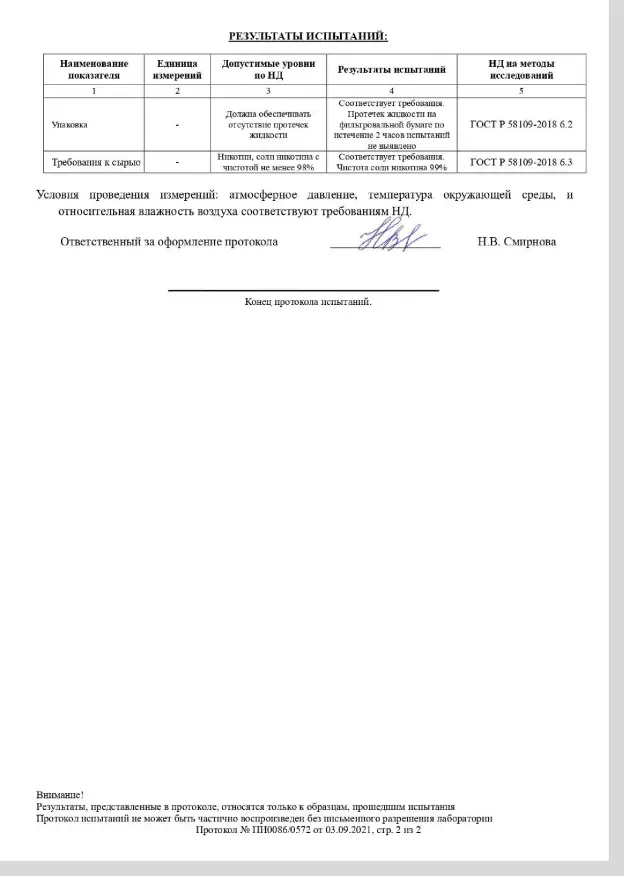 РЕЗУЛЬТАТЫ ИСПЫТАНИЙ:
Наименование показателя	Единица измерений	Допустимые уровни по НД	Результаты испытаний	НД на методы исследований
1	2	3	4	5
Упаковка	-	Должна обеспечивать отсутствие протечек жидкости	Соответствует требования. Протечек жидкости на фильтровальной бумаге по истечение 2 часов испытаний не выявлено	ГОСТ Р 58109-2018 6.2
Требования к сырью	-	Никотин, соли никотина с чистотой не менее 98%	Соответствует требования. Чистота соли никотина 99%	ГОСТ Р 58109-2018 6.3
Условия проведения измерений: атмосферное давление, температура окружающей среды, и
относительная влажность воздуха соответствуют требованиям НД.
Ответственный за оформление протокола	Н.В. Смирнова
Конец протокола испытаний.
Внимание!
Результаты, представленные в протоколе, относятся только к образцам, прошедшим испытания
Протокол испытаний не может быть частично воспроизведен без письменного разрешения лаборатории
Протокол № ПИ0086/0572 от 03.09.2021, стр. 2 из 2